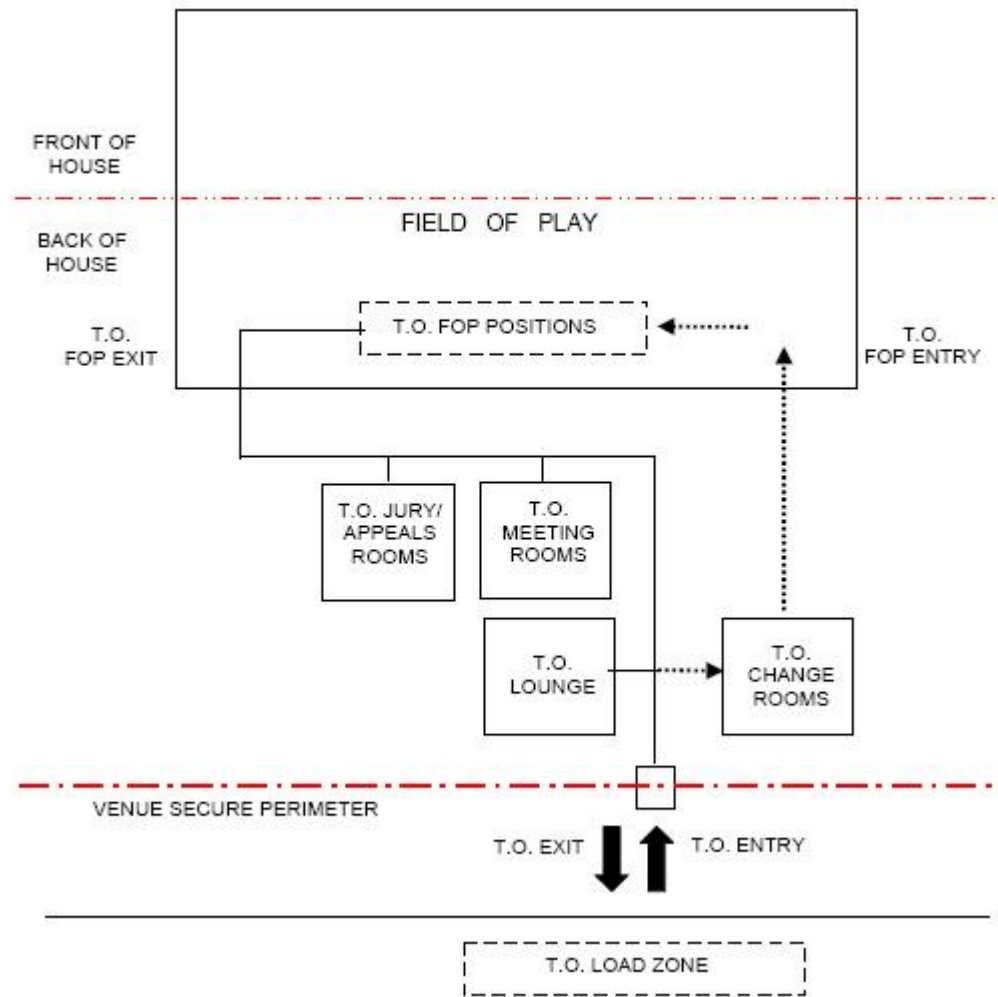 FRONT OF
HOUSE
FIELD OF PLAY
BACK OF
HOUSE
T.O.
FOP EXIT
T.O. FOP POSITIONS
T.O.
FOP ENTRY
T.O. JURY/
APPEALS
ROOMS
T.O.
MEETING
ROOMS
T.O.
LOUNGE
T.O.
CHANGE
ROOMS
VENUE SECURE PERIMETER
T.O. EXIT
T.O. ENTRY
T.O. LOAD ZONE